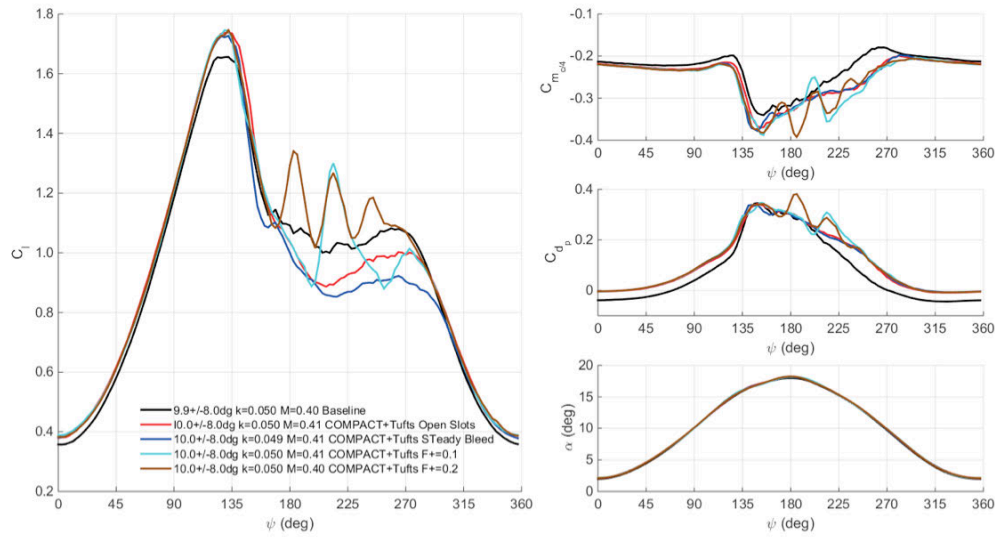 1.8
1.6
1.4
1.2
1.0
0.8
0.6
0.4
0.2
C_l
9.9+/-8.0dg k=0.050 M=0.40 Baseline
I0.0+/-8.0dg k=0.050 M=0.41 COMPACT+Tufts Open Slots
10.0+/-8.0dg k=0.049 M=0.41 COMPACT+Tufts STeady Bleed
10.0+/-8.0dg k=0.050 M=0.41 COMPACT+Tufts F+=0.1
10.0+/-8.0dg k=0.050 M=0.40 COMPACT+Tufts F+=0.2
0 45 90 135 180 225 270 315 360
ψ (deg)
-0.1
-0.2
-0.3
-0.4
C_m_c/4
0 45 90 135 180 225 270 315 360
ψ (deg)
0.4
0.2
0
C_d_p
0 45 90 135 180 225 270 315 360
ψ (deg)
20
15
10
5
0
α (deg)
0 45 90 135 180 225 270 315 360
ψ (deg)